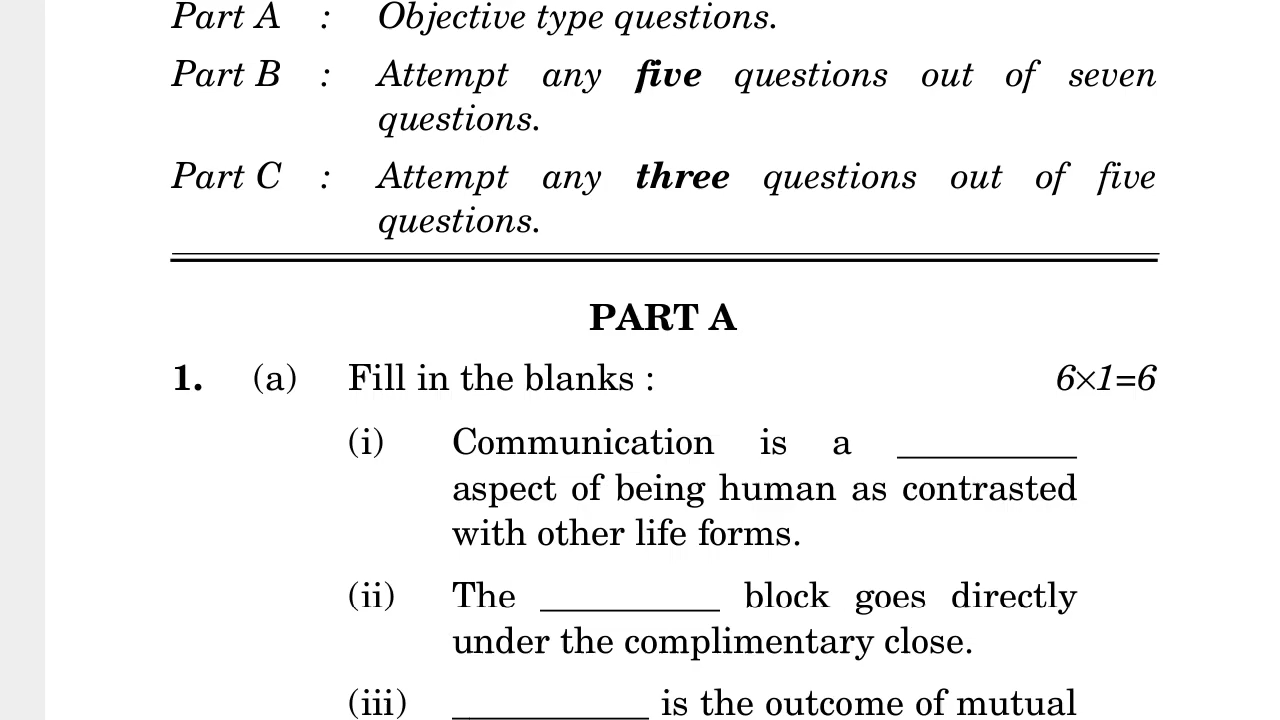 Part A : Objective type questions.
Part B : Attempt any five questions out of seven
questions.
Part C : Attempt any three questions out of five
questions.
PART A
1. (a) Fill in the blanks : 6×1=6
(i) Communication is a __________
aspect of being human as contrasted
with other life forms.
(ii) The __________ block goes directly
under the complimentary close.
(iii) ___________ is the outcome of mutual